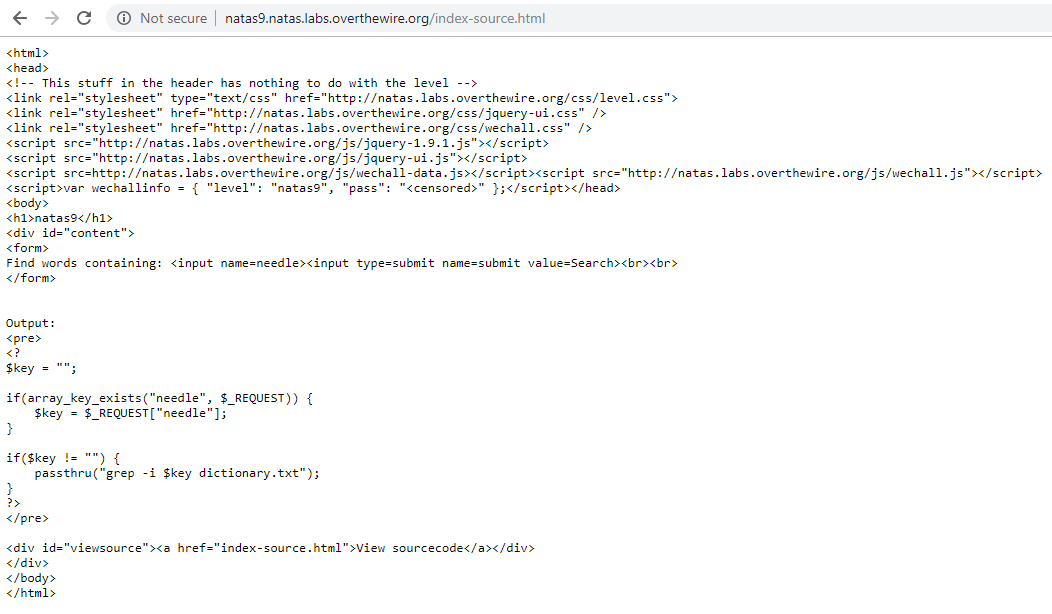 Not secure | natas9.natas.labs.overthewire.org/index-source.html
<html>
<head>
<!-- This stuff in the header has nothing to do with the level -->
<link rel="stylesheet" type="text/css" href="http://natas.labs.overthewire.org/css/level.css">
<link rel="stylesheet" href="http://natas.labs.overthewire.org/css/jquery-ui.css" />
<link rel="stylesheet" href="http://natas.labs.overthewire.org/css/wechall.css" />
<script src="http://natas.labs.overthewire.org/js/jquery-1.9.1.js"></script>
<script src="http://natas.labs.overthewire.org/js/jquery-ui.js"></script>
<script src=http://natas.labs.overthewire.org/js/wechall-data.js></script><script src="http://natas.labs.overthewire.org/js/wechall.js"></script>
<script>var wechallinfo = { "level": "natas9", "pass": "<censored>" };</script></head>
<body>
<h1>natas9</h1>
<div id="content">
<form>
Find words containing: <input name=needle><input type=submit name=submit value=Search><br><br>
</form>
Output:
<pre>
<?
$key = "";
if(array_key_exists("needle", $_REQUEST)) {
    $key = $_REQUEST["needle"];
}
if($key != "") {
    passthru("grep -i $key dictionary.txt");
}
?>
</pre>
<div id="viewsource"><a href="index-source.html">View sourcecode</a></div>
</div>
</body>
</html>